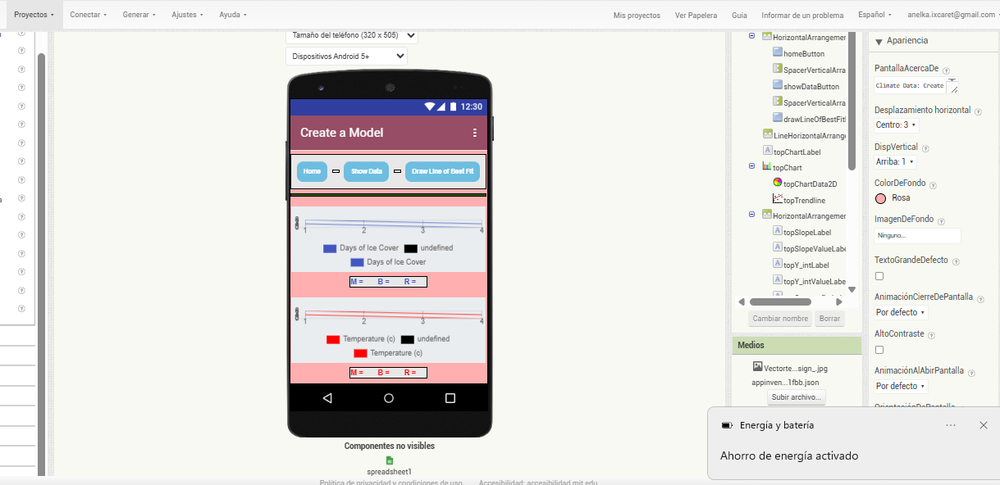 Proyectos Conectar Generar Ajustes Ayuda Mis proyectos Ver Papelera Guía Informar de un problema Español anelka.ixcaret@gmail.com
Tamaño del teléfono (320 x 505)
Dispositivos Android 5+
12:30
Create a Model
Home Show Data Draw Line of Best Fit
1 2 3 4
Days of Ice Cover undefined
Days of Ice Cover
M = B = R =
1 2 3 4
Temperature (c) undefined
Temperature (c)
M = B = R =
Componentes no visibles
spreadsheet1
Política de privacidad y condiciones de uso Accesibilidad: accesibilidad.mit.edu
HorizontalArrangemer
homeButton
SpacerVerticalArra
showDataButton
SpacerVerticalArra
drawLineOfBestFitl
LineHorizontalArrange
topChartLabel
topChart
topChartData2D
topTrendline
HorizontalArrangemer
topSlopeLabel
topSlopeValueLabe
topY_intLabel
topY_intValueLabe
Cambiar nombre Borrar
Medios
Vectorte...sign_.jpg
appinven...1fbb.json
Subir archivo...
Apariencia
PantallaAcercaDe
Climate Data: Create
Desplazamiento horizontal
Centro: 3
DispVertical
Arriba: 1
ColorDeFondo
Rosa
ImagenDeFondo
Ninguno...
TextoGrandeDefecto
AnimaciónCierreDePantalla
Por defecto
AltoContraste
AnimaciónAlAbirPantalla
Por defecto
OrientaciónDePantalla
Energía y batería
Ahorro de energía activado